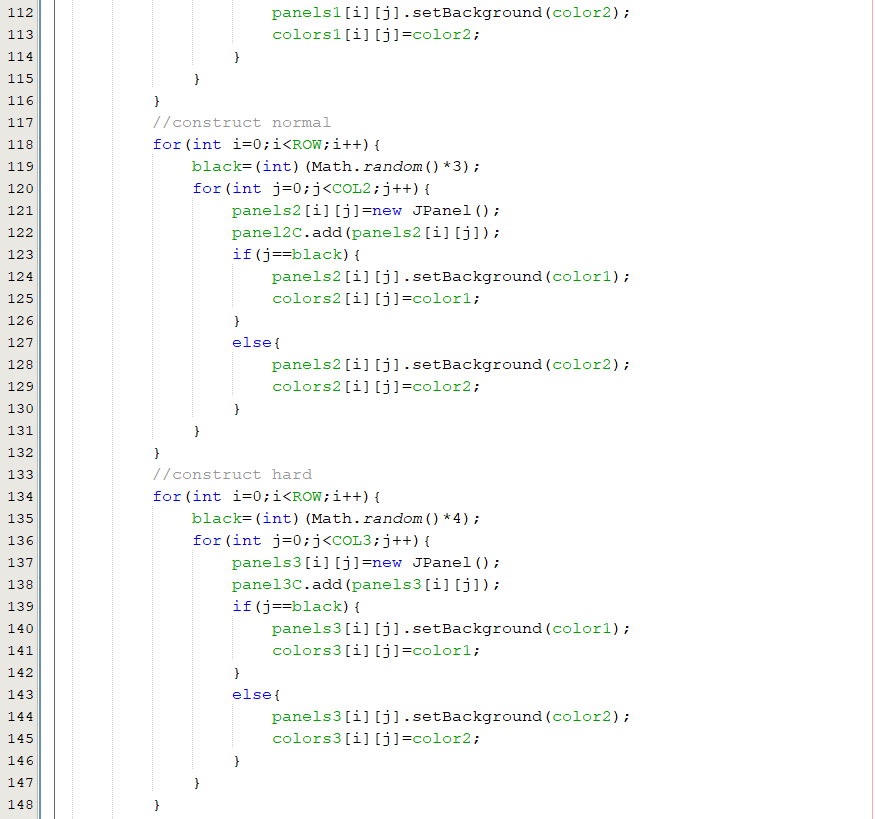 112 panels1[i][j].setBackground(color2);
113 colors1[i][j]=color2;
114 }
115 }
116 }
117 //construct normal
118 for(int i=0;i<ROW;i++){
119 black=(int)(Math.random()*3);
120 for(int j=0;j<COL2;j++){
121 panels2[i][j]=new JPanel();
122 panel2C.add(panels2[i][j]);
123 if(j==black){
124 panels2[i][j].setBackground(color1);
125 colors2[i][j]=color1;
126 }
127 else{
128 panels2[i][j].setBackground(color2);
129 colors2[i][j]=color2;
130 }
131 }
132 }
133 //construct hard
134 for(int i=0;i<ROW;i++){
135 black=(int)(Math.random()*4);
136 for(int j=0;j<COL3;j++){
137 panels3[i][j]=new JPanel();
138 panel3C.add(panels3[i][j]);
139 if(j==black){
140 panels3[i][j].setBackground(color1);
141 colors3[i][j]=color1;
142 }
143 else{
144 panels3[i][j].setBackground(color2);
145 colors3[i][j]=color2;
146 }
147 }
148 }